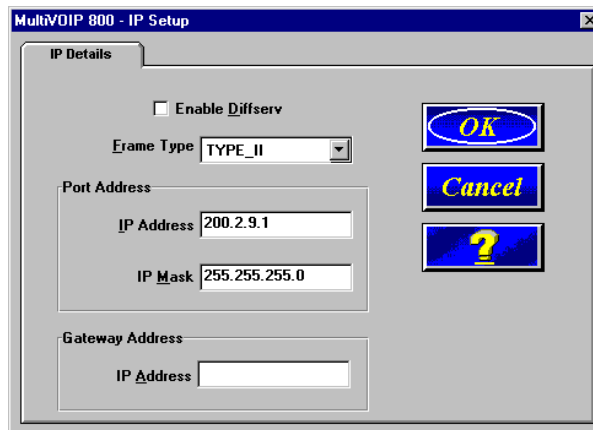 MultiVOIP 800 - IP Setup
IP Details
Enable Diffserv
Frame Type TYPE_II
Port Address
IP Address 200.2.9.1
IP Mask 255.255.255.0
Gateway Address
IP Address
OK
Cancel
?